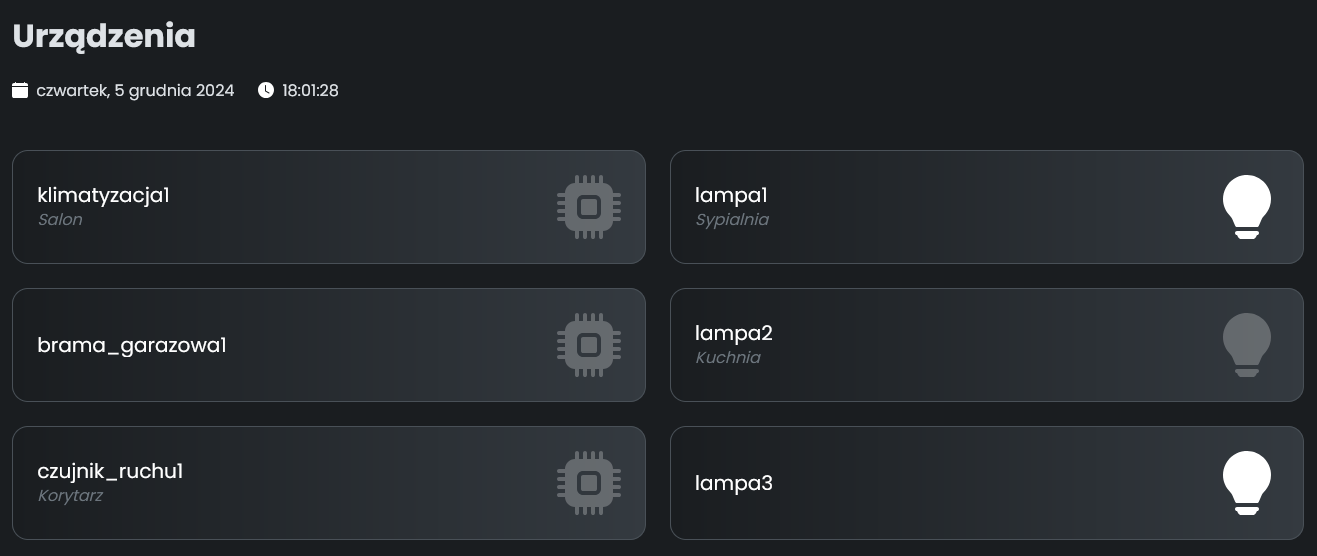 Urządzenia
czwartek, 5 grudnia 2024 18:01:28
klimatyzacja1
Salon
lampa1
Sypialnia
brama_garazowa1
lampa2
Kuchnia
czujnik_ruchu1
Korytarz
lampa3